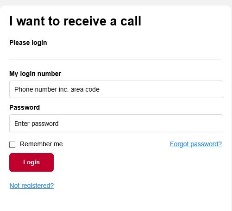 I want to receive a call
Please login
My login number
Phone number inc. area code
Password
Enter password
Remember me
Forgot password?
Login
Not registered?